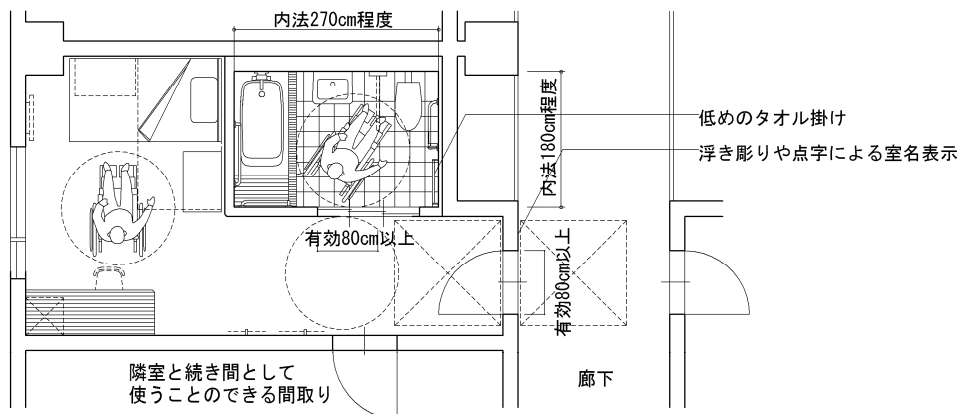 内法270cm程度
内法180cm程度
低めのタオル掛け
浮き彫りや点字による室名表示
有効80cm以上
有効80cm以上
隣室と続き間として
使うことのできる間取り
廊下